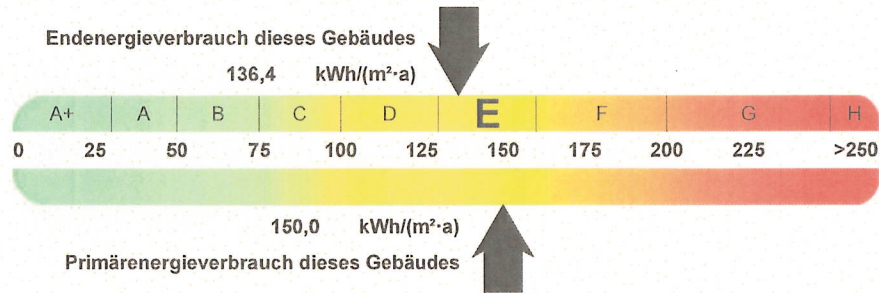 Endenergieverbrauch dieses Gebäudes
136,4 kWh/(m²·a)
A+ A B C D E F G H
0 25 50 75 100 125 150 175 200 225 >250
150,0 kWh/(m²·a)
Primärenergieverbrauch dieses Gebäudes